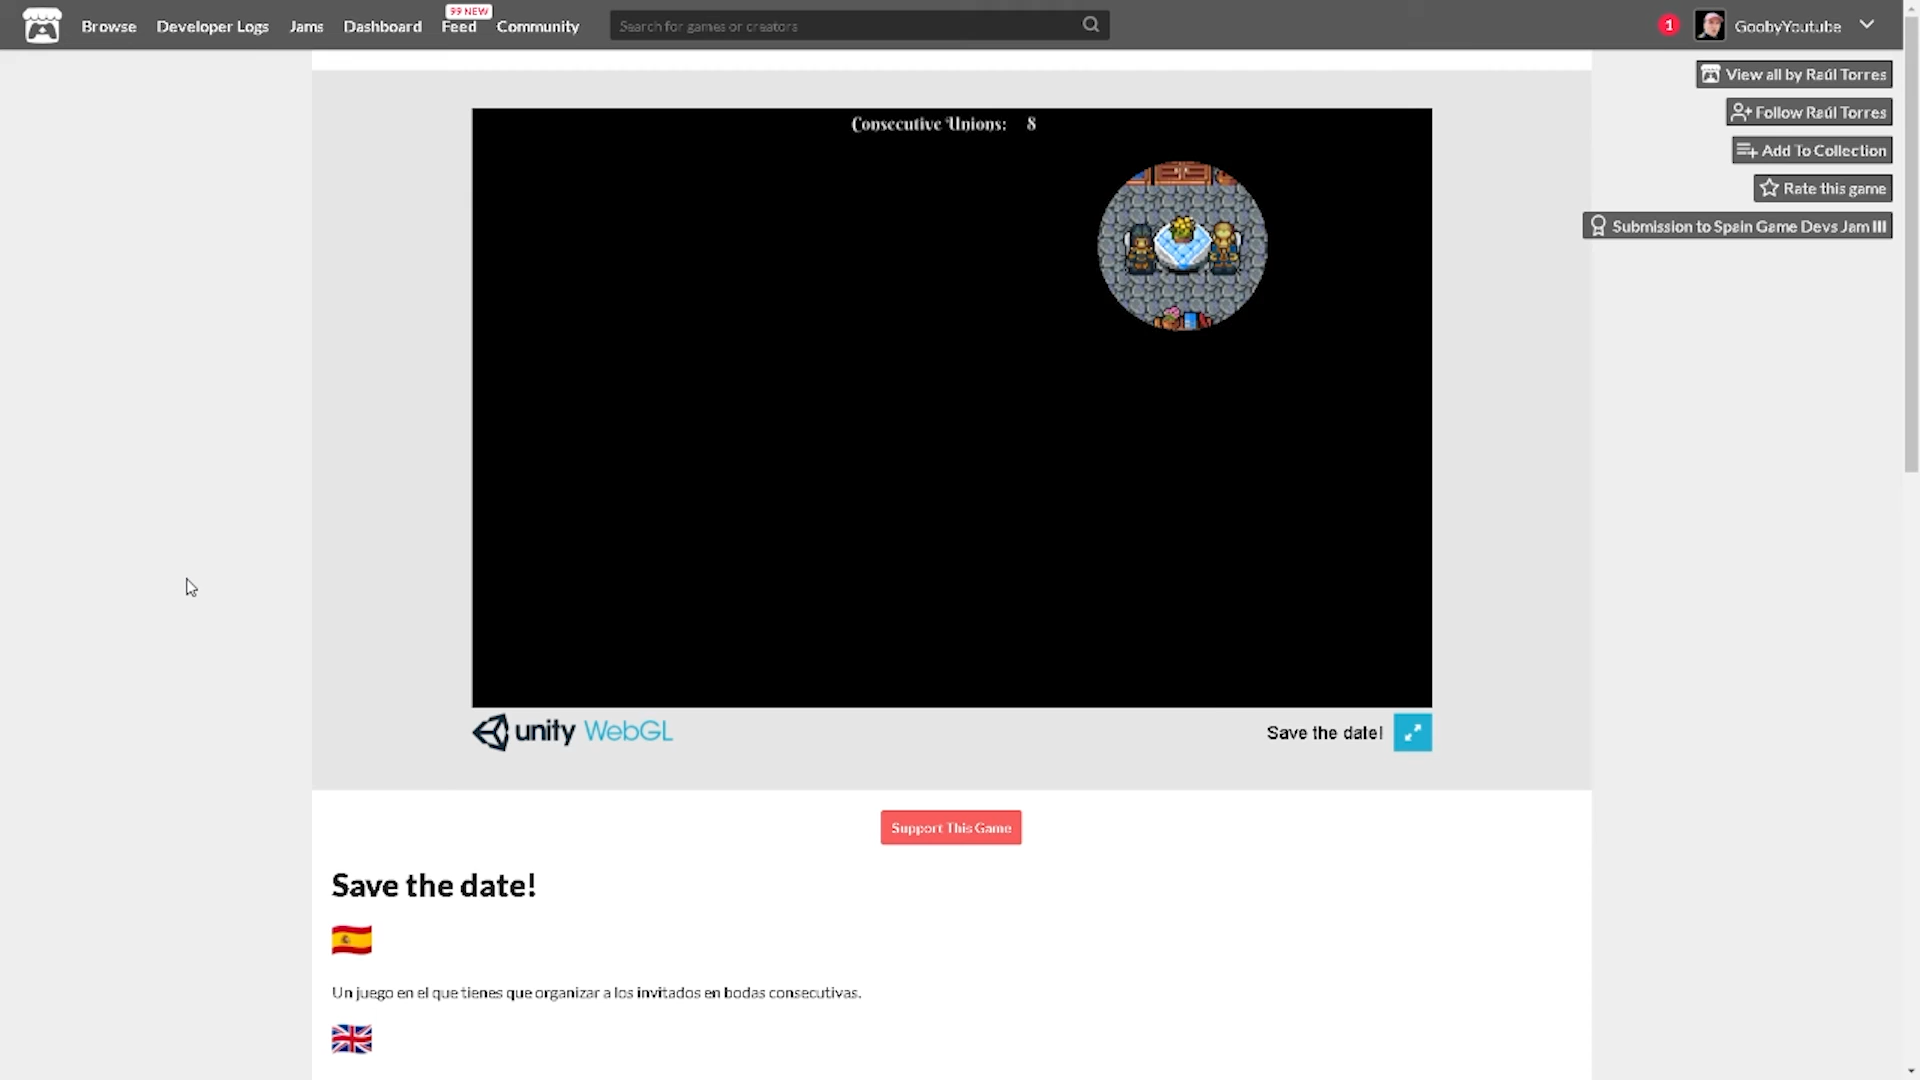 99 NEW
Browse Developer Logs Jams Dashboard Feed Community Search for games or creators 1 GoobyYoutube
View all by Raúl Torres
Follow Raúl Torres
Add To Collection
Rate this game
Submission to Spain Game Devs Jam III
Consecutive Unions: 8
unity WebGL
Save the date!
Support This Game
Save the date!
Un juego en el que tienes que organizar a los invitados en bodas consecutivas.